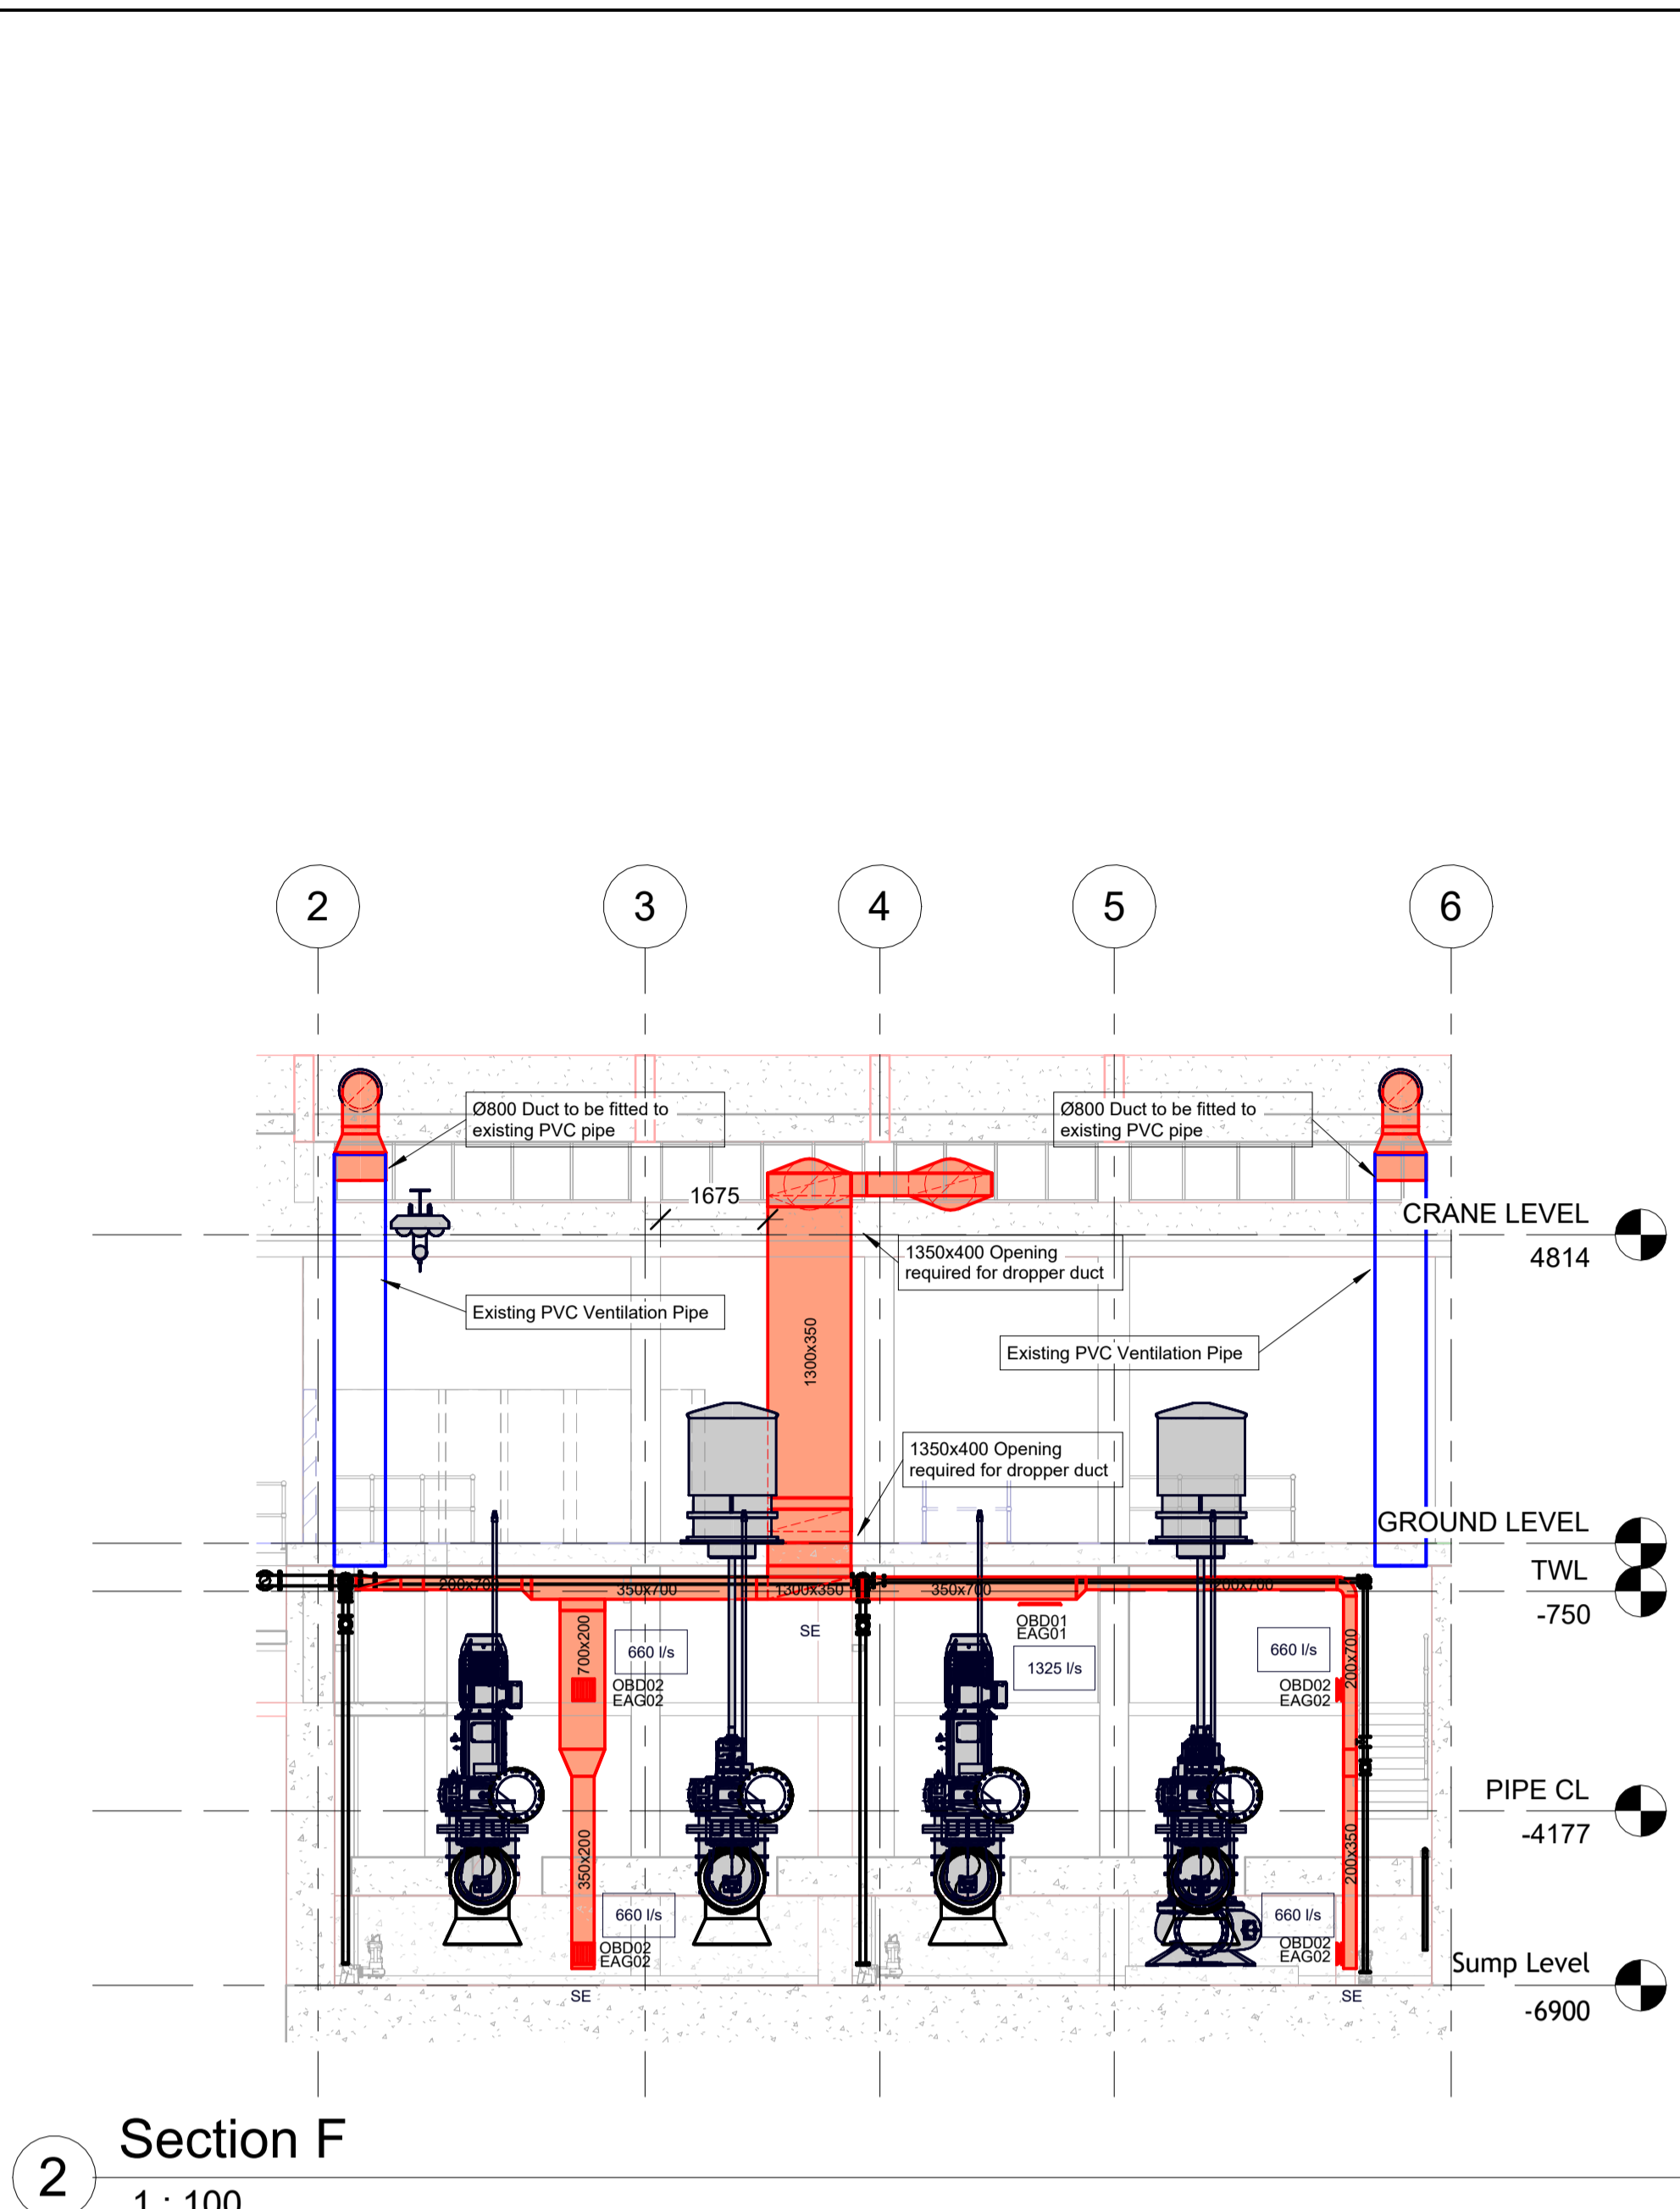 2
3
4
5
6
Ø800 Duct to be fitted to
existing PVC pipe
Ø800 Duct to be fitted to
existing PVC pipe
1675
CRANE LEVEL
4814
1350x400 Opening
required for dropper duct
Existing PVC Ventilation Pipe
1300x350
Existing PVC Ventilation Pipe
1350x400 Opening
required for dropper duct
GROUND LEVEL
TWL
-750
200x700
350x700
1300x350
350x700
200x700
700x200
660 l/s
SE
OBD01
EAG01
1325 l/s
660 l/s
200x700
OBD02
EAG02
OBD02
EAG02
PIPE CL
-4177
350x200
200x350
660 l/s
660 l/s
OBD02
EAG02
OBD02
EAG02
Sump Level
-6900
SE
SE
2
Section F
1 : 100